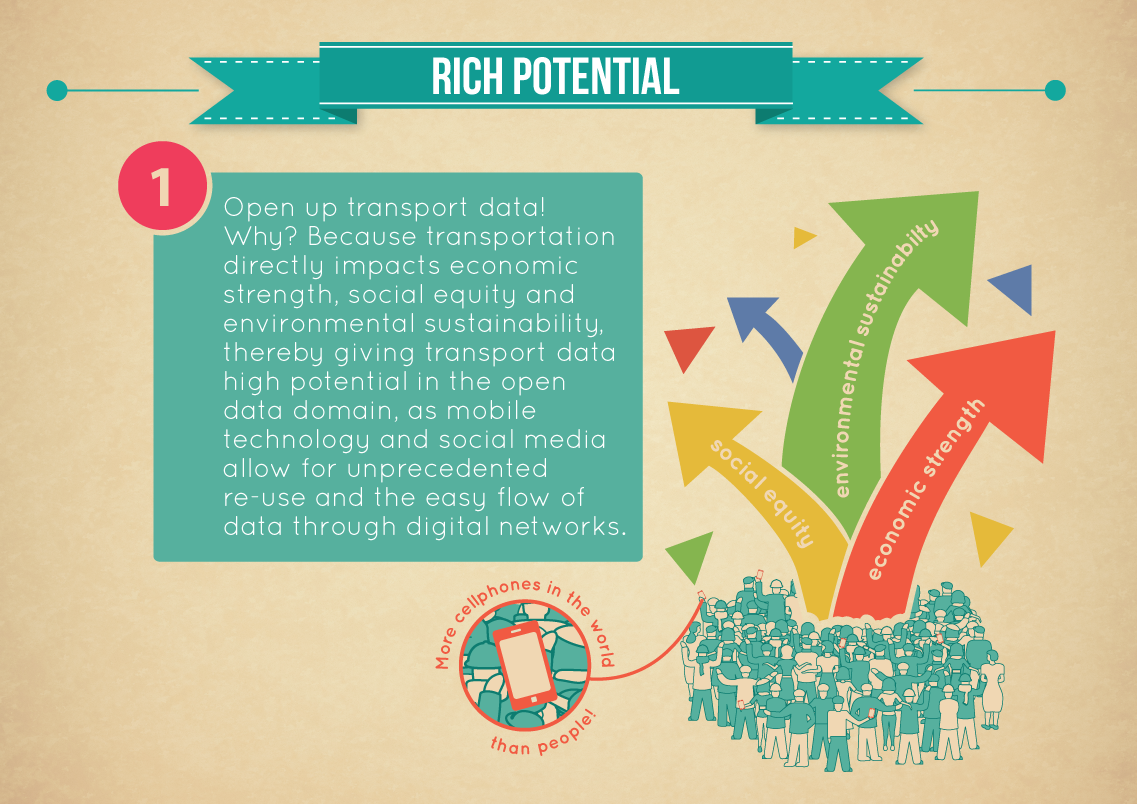 RICH POTENTIAL
1
Open up transport data!
Why? Because transportation
directly impacts economic
strength, social equity and
environmental sustainability,
thereby giving transport data
high potential in the open
data domain, as mobile
technology and social media
allow for unprecedented
re-use and the easy flow of
data through digital networks.
environmental sustainabilty
social equity
economic strength
More cellphones in the world
than people!